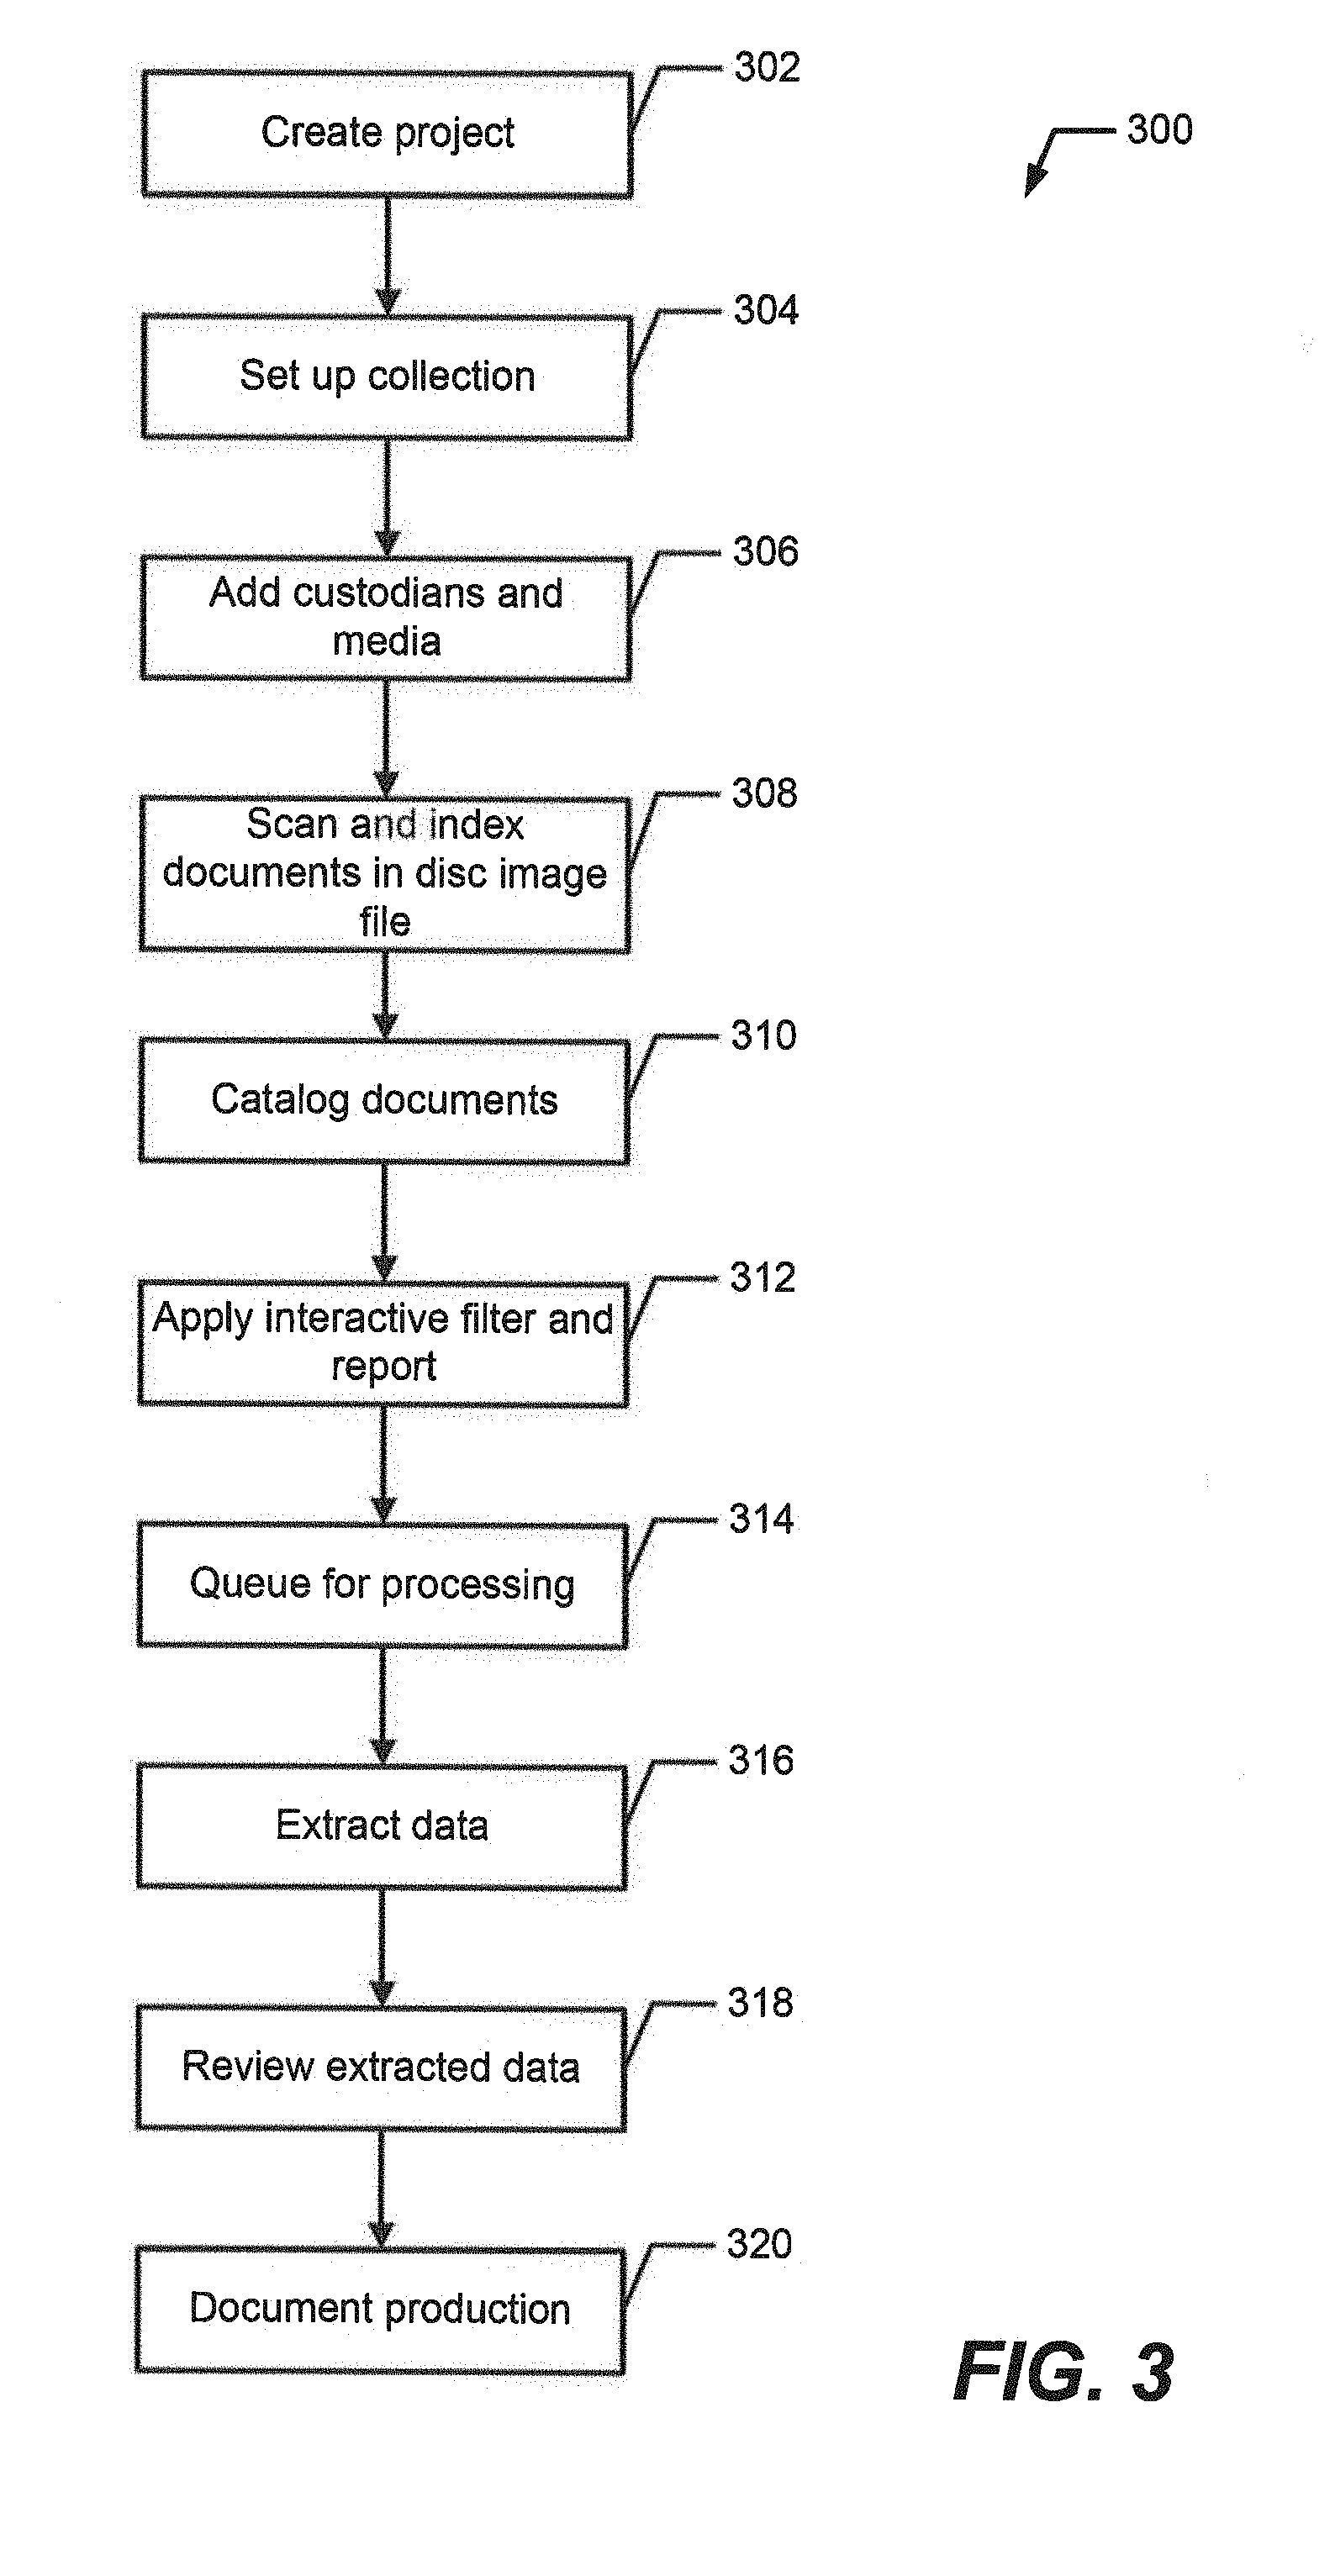 302
Create project
300
304
Set up collection
306
Add custodians and
media
308
Scan and index
documents in disc image
file
310
Catalog documents
312
Apply interactive filter and
report
314
Queue for processing
316
Extract data
318
Review extracted data
320
Document production
FIG. 3